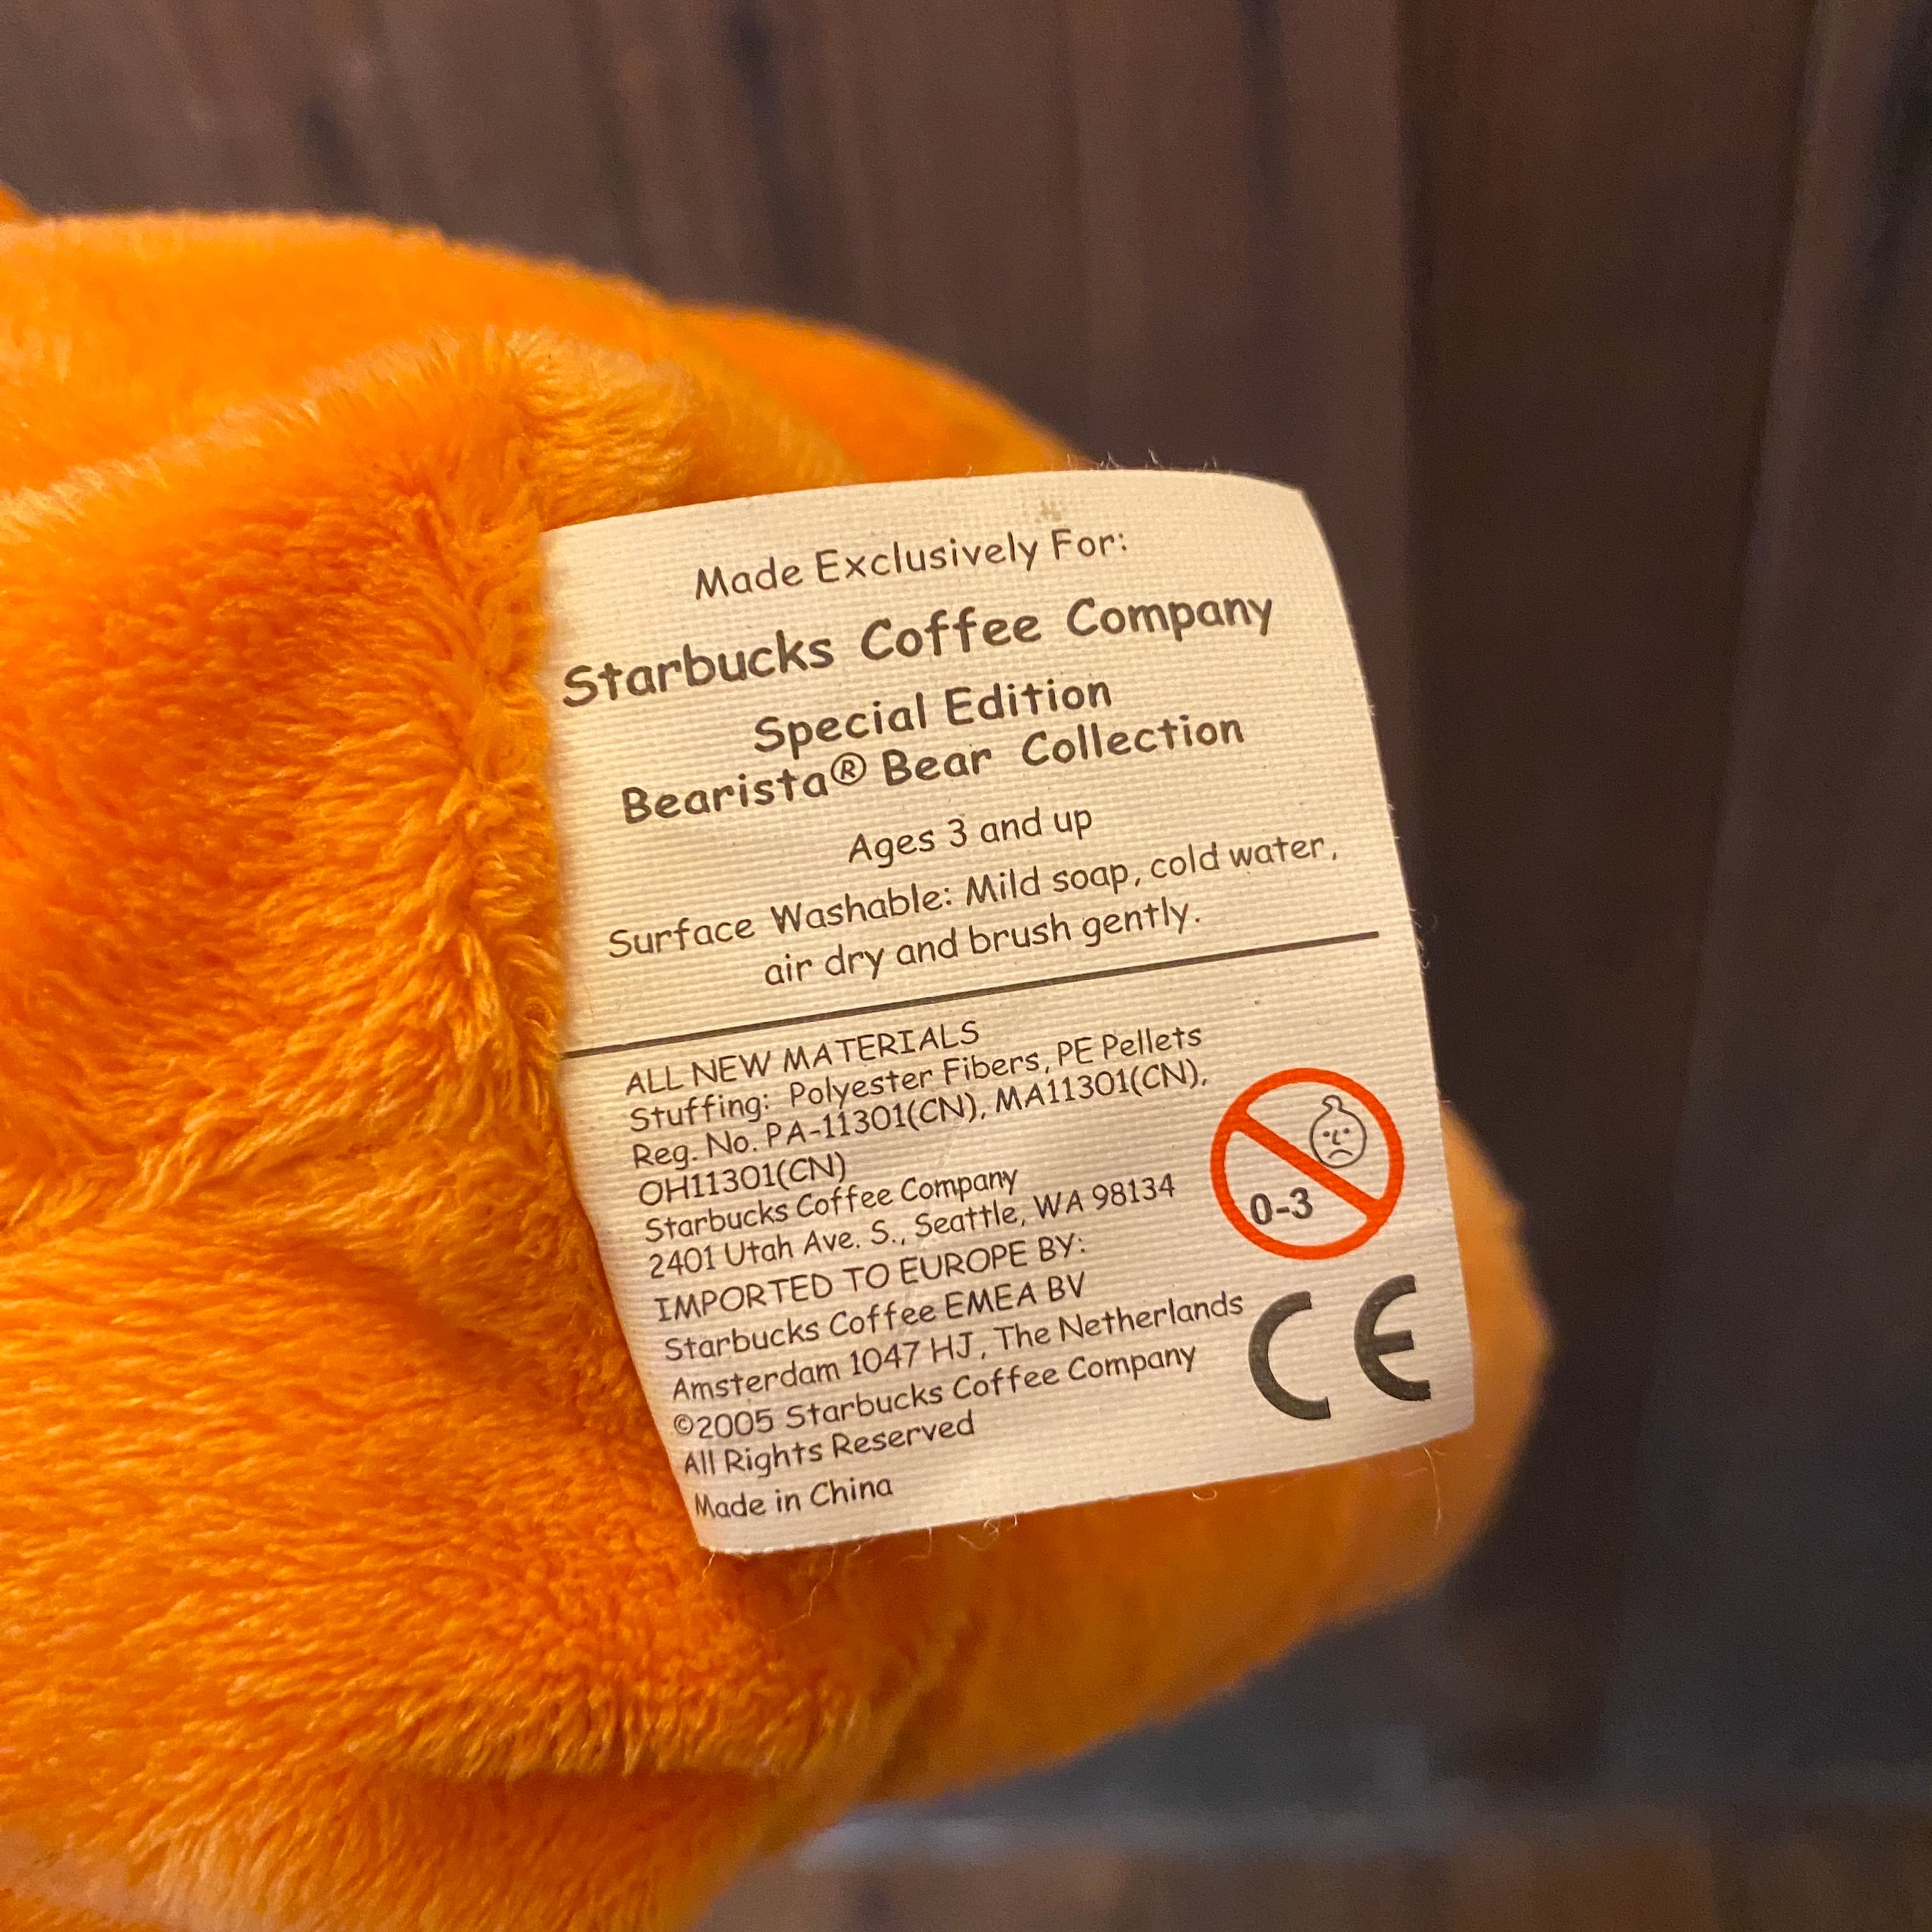 Made Exclusively For:
Starbucks Coffee Company
Special Edition
Bearista® Bear Collection
Ages 3 and up
Surface Washable: Mild soap, cold water,
air dry and brush gently.
ALL NEW MATERIALS
Stuffing: Polyester Fibers, PE Pellets
Reg. No. PA-11301(CN), MA11301(CN),
OH11301(CN)
Starbucks Coffee Company
2401 Utah Ave. S., Seattle, WA 98134
IMPORTED TO EUROPE BY:
Starbucks Coffee EMEA BV
Amsterdam 1047 HJ, The Netherlands
©2005 Starbucks Coffee Company
All Rights Reserved
Made in China
0-3
CE